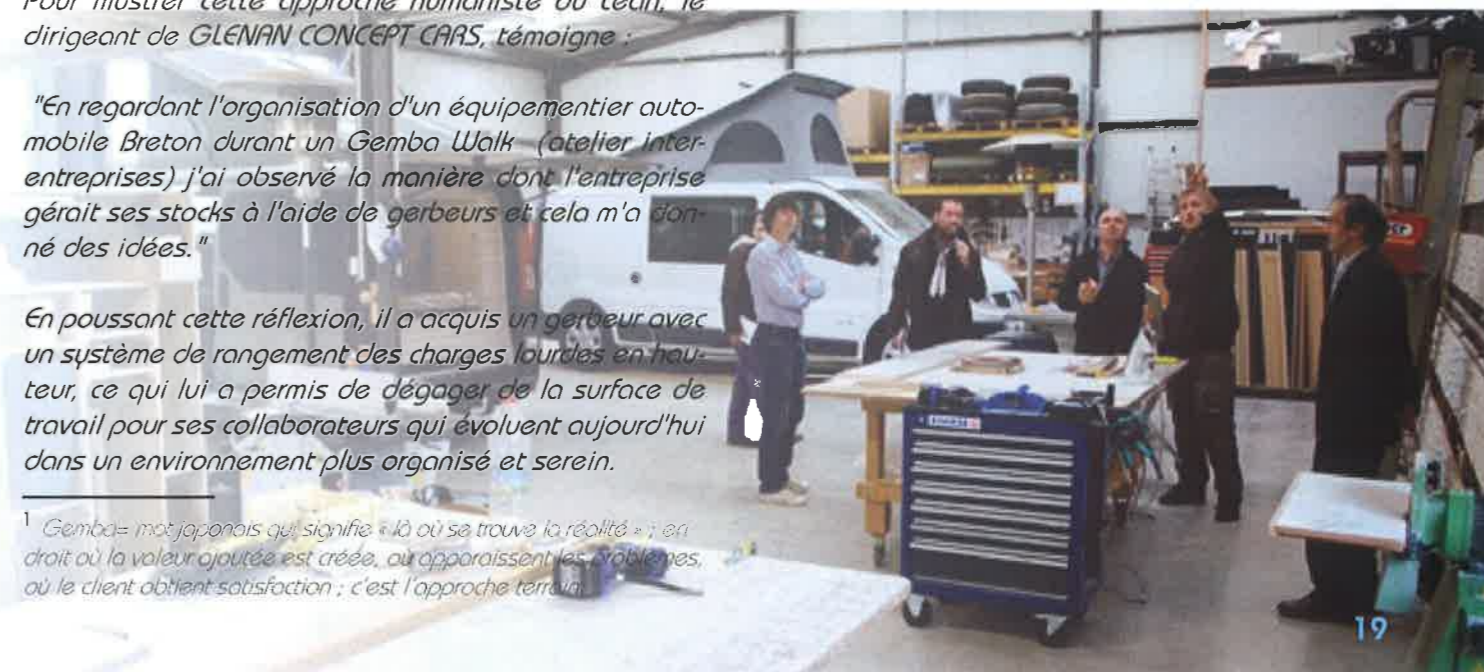 Pour illustrer cette approche humaniste du Lean, le
dirigeant de GLENAN CONCEPT CARS, témoigne :
"En regardant l'organisation d'un équipementier auto-
mobile Breton durant un Gemba Walk (atelier inter-
entreprises) j'ai observé la manière dont l'entreprise
gérait ses stocks à l'aide de gerbeurs et cela m'a don-
né des idées."
En poussant cette réflexion, il a acquis un gerbeur avec
un système de rangement des charges lourdes en hau-
teur, ce qui lui a permis de dégager de la surface de
travail pour ses collaborateurs qui évoluent aujourd'hui
dans un environnement plus organisé et serein.
1 Gemba= mot japonais qui signifie « là où se trouve la réalité » ; en-
droit où la valeur ajoutée est créée, où apparaissent les problèmes,
où le client obtient satisfaction ; c'est l'approche terrain.
19